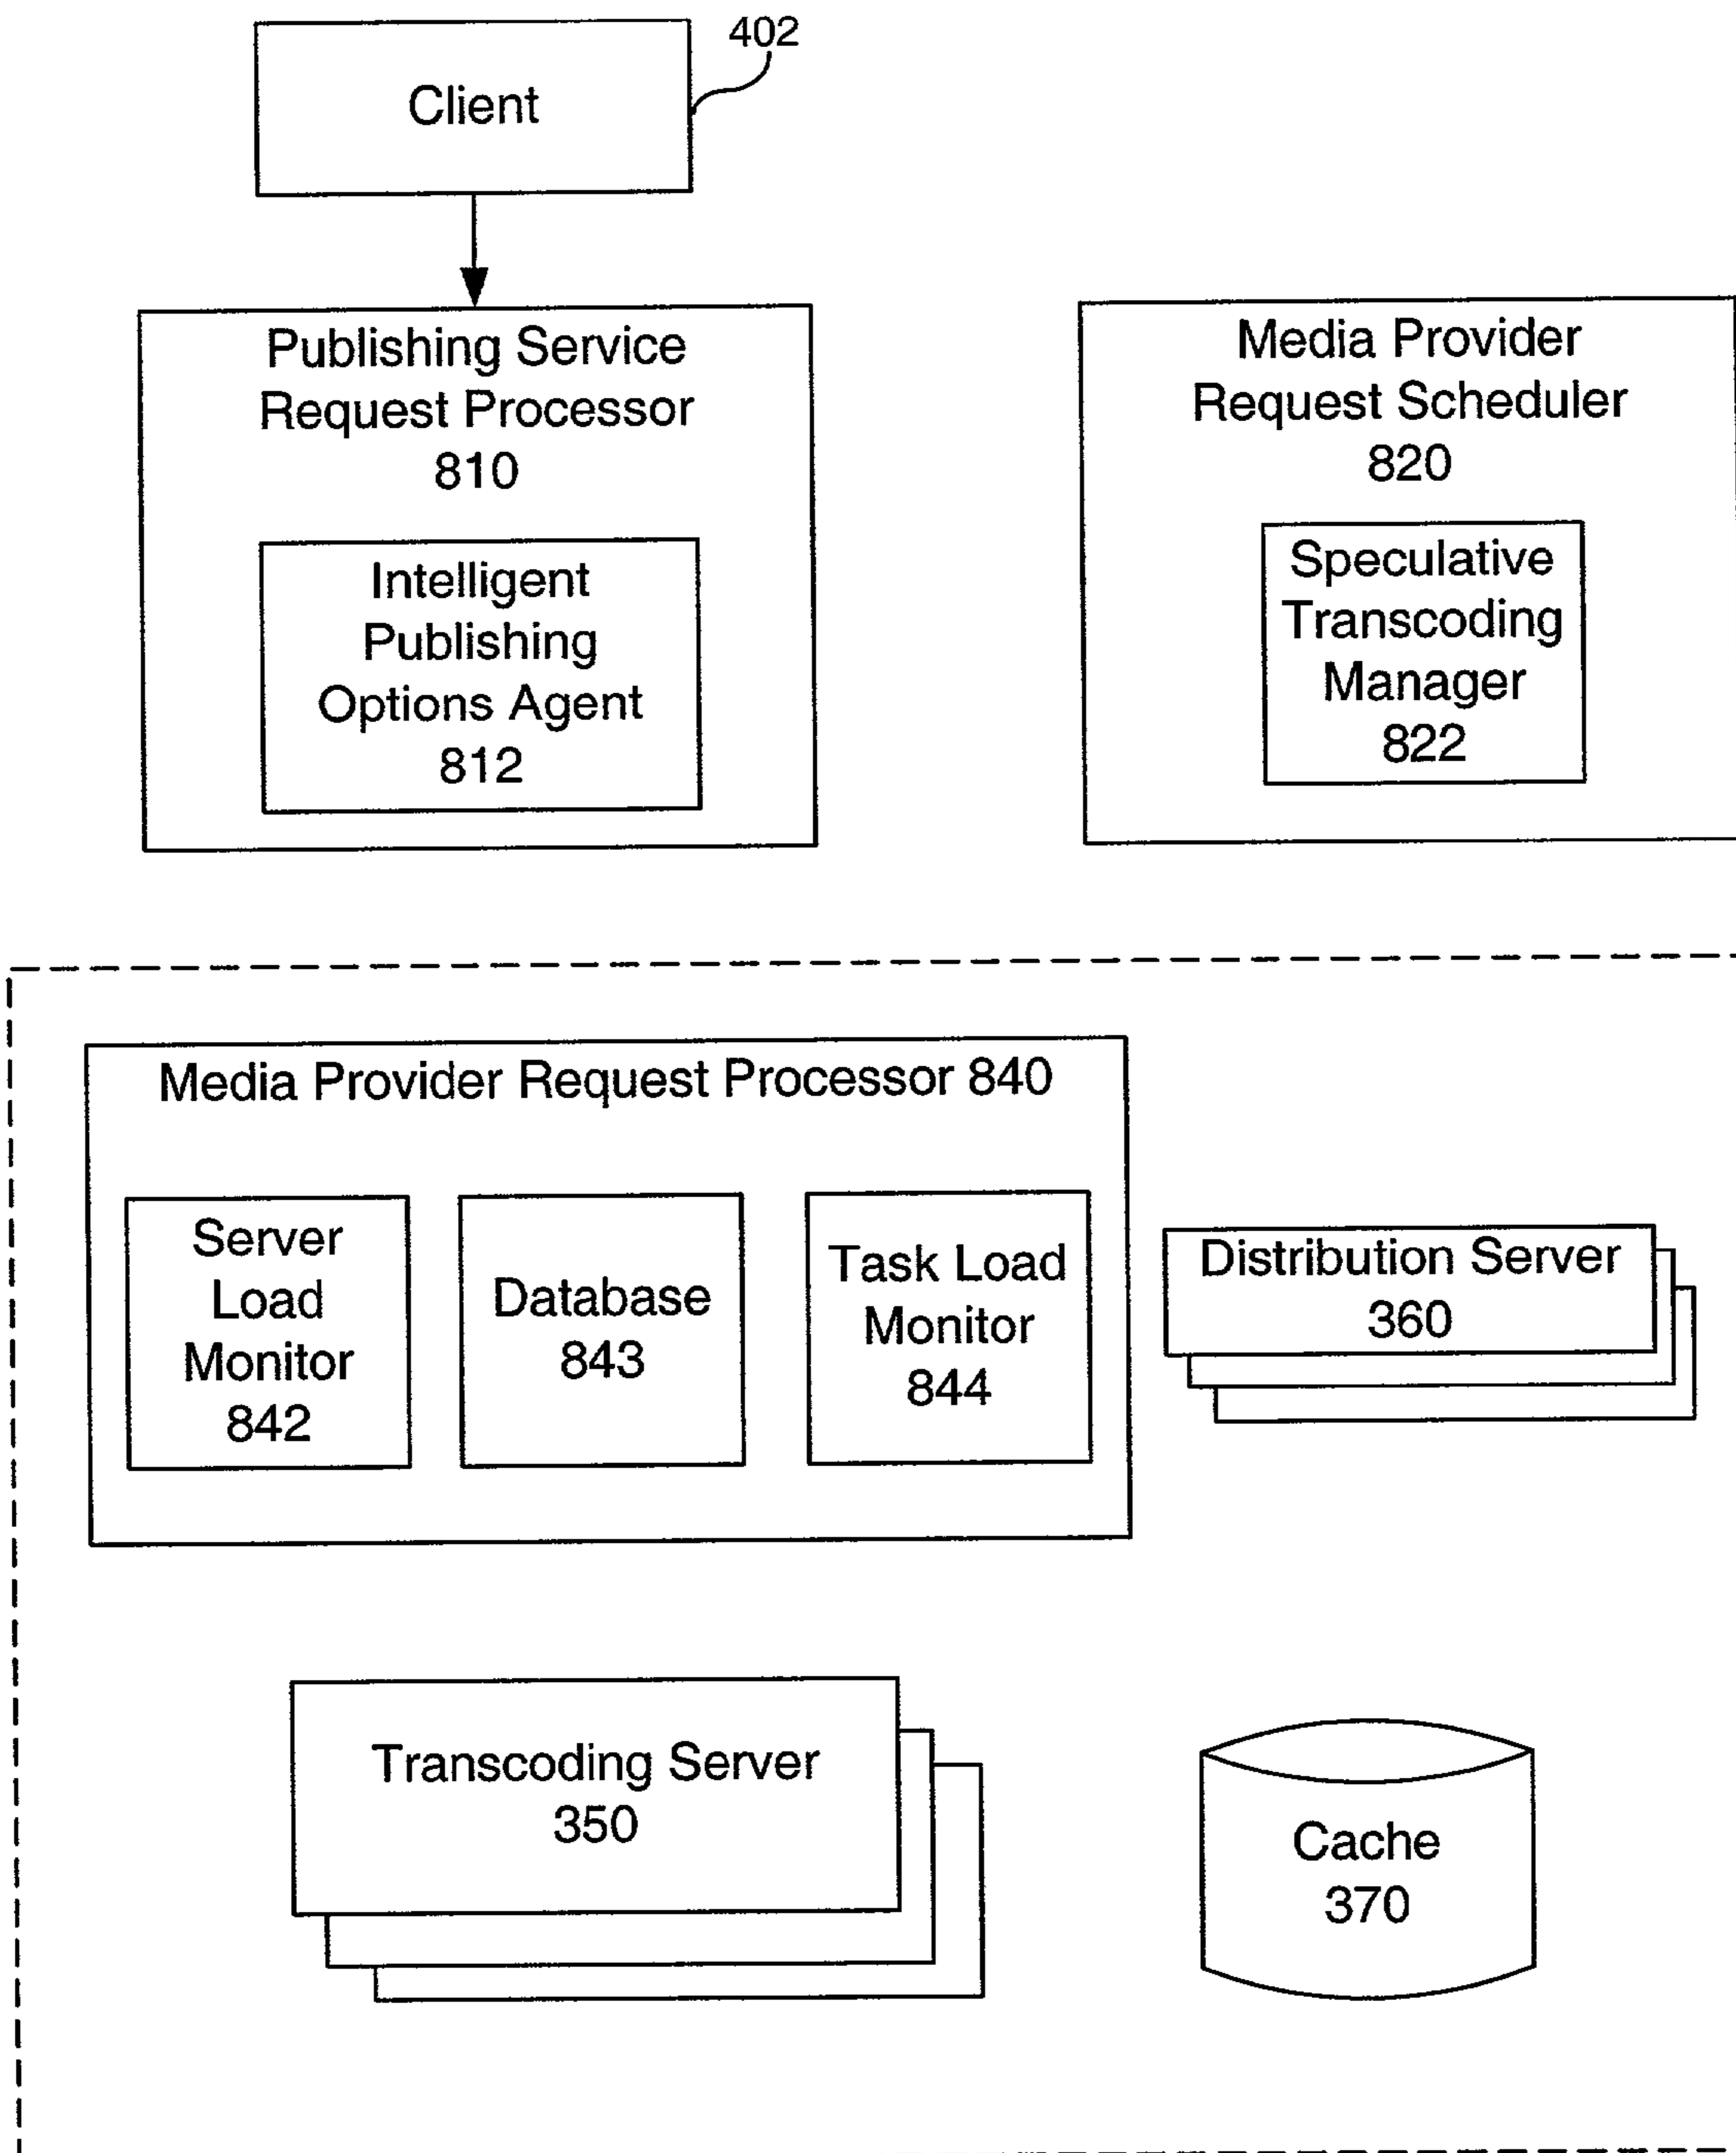 402
Client
Publishing Service
Request Processor
810
Intelligent
Publishing
Options Agent
812
Media Provider
Request Scheduler
820
Speculative
Transcoding
Manager
822
Media Provider Request Processor 840
Server
Load
Monitor
842
Database
843
Task Load
Monitor
844
Distribution Server
360
Transcoding Server
350
Cache
370